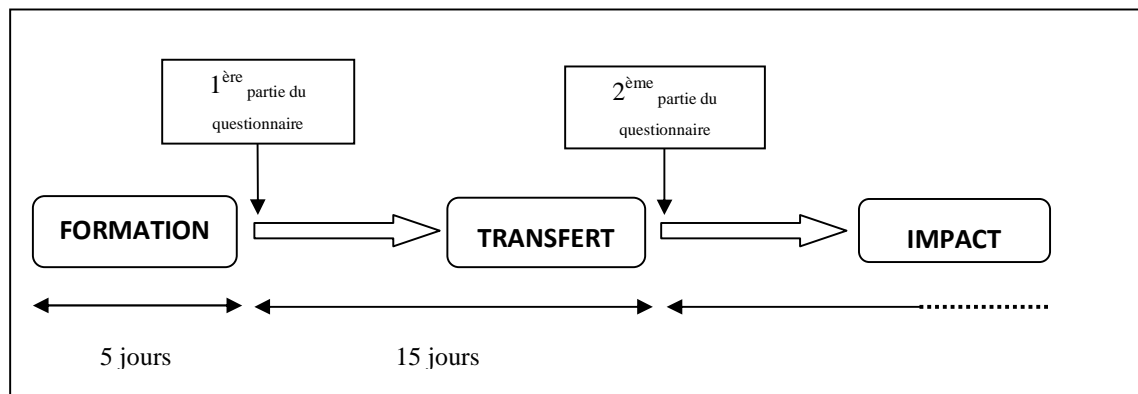 1ère partie du
questionnaire
2ème partie du
questionnaire
FORMATION
TRANSFERT
IMPACT
5 jours
15 jours